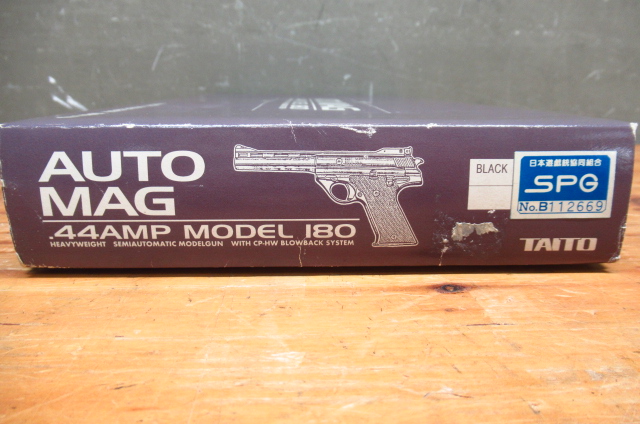 AUTO
MAG
.44AMP MODEL 180
HEAVYWEIGHT SEMIAUTOMATIC MODELGUN WITH CP-HW BLOWBACK SYSTEM
BLACK
日本遊戯銃協同組合
SPG
No.B112669
TAITO